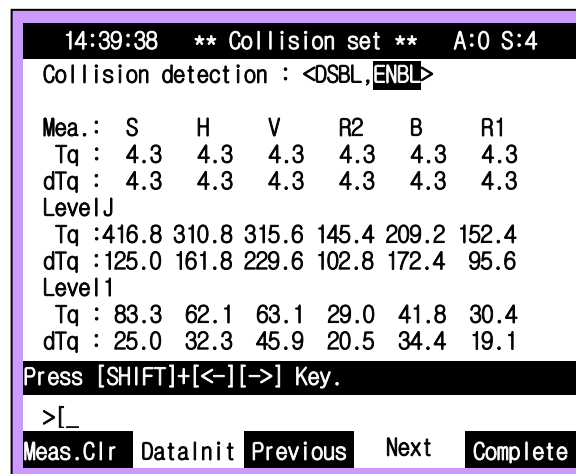 14:39:38 ** Collision set ** A:0 S:4
Collision detection : <DSBL,ENBL>
Mea.: S H V R2 B R1
Tq : 4.3 4.3 4.3 4.3 4.3 4.3
dTq : 4.3 4.3 4.3 4.3 4.3 4.3
LevelJ
Tq :416.8 310.8 315.6 145.4 209.2 152.4
dTq :125.0 161.8 229.6 102.8 172.4 95.6
Level1
Tq : 83.3 62.1 63.1 29.0 41.8 30.4
dTq : 25.0 32.3 45.9 20.5 34.4 19.1
Press [SHIFT]+[<-][->] Key.
>[_
Meas.Clr DataInit Previous Next Complete